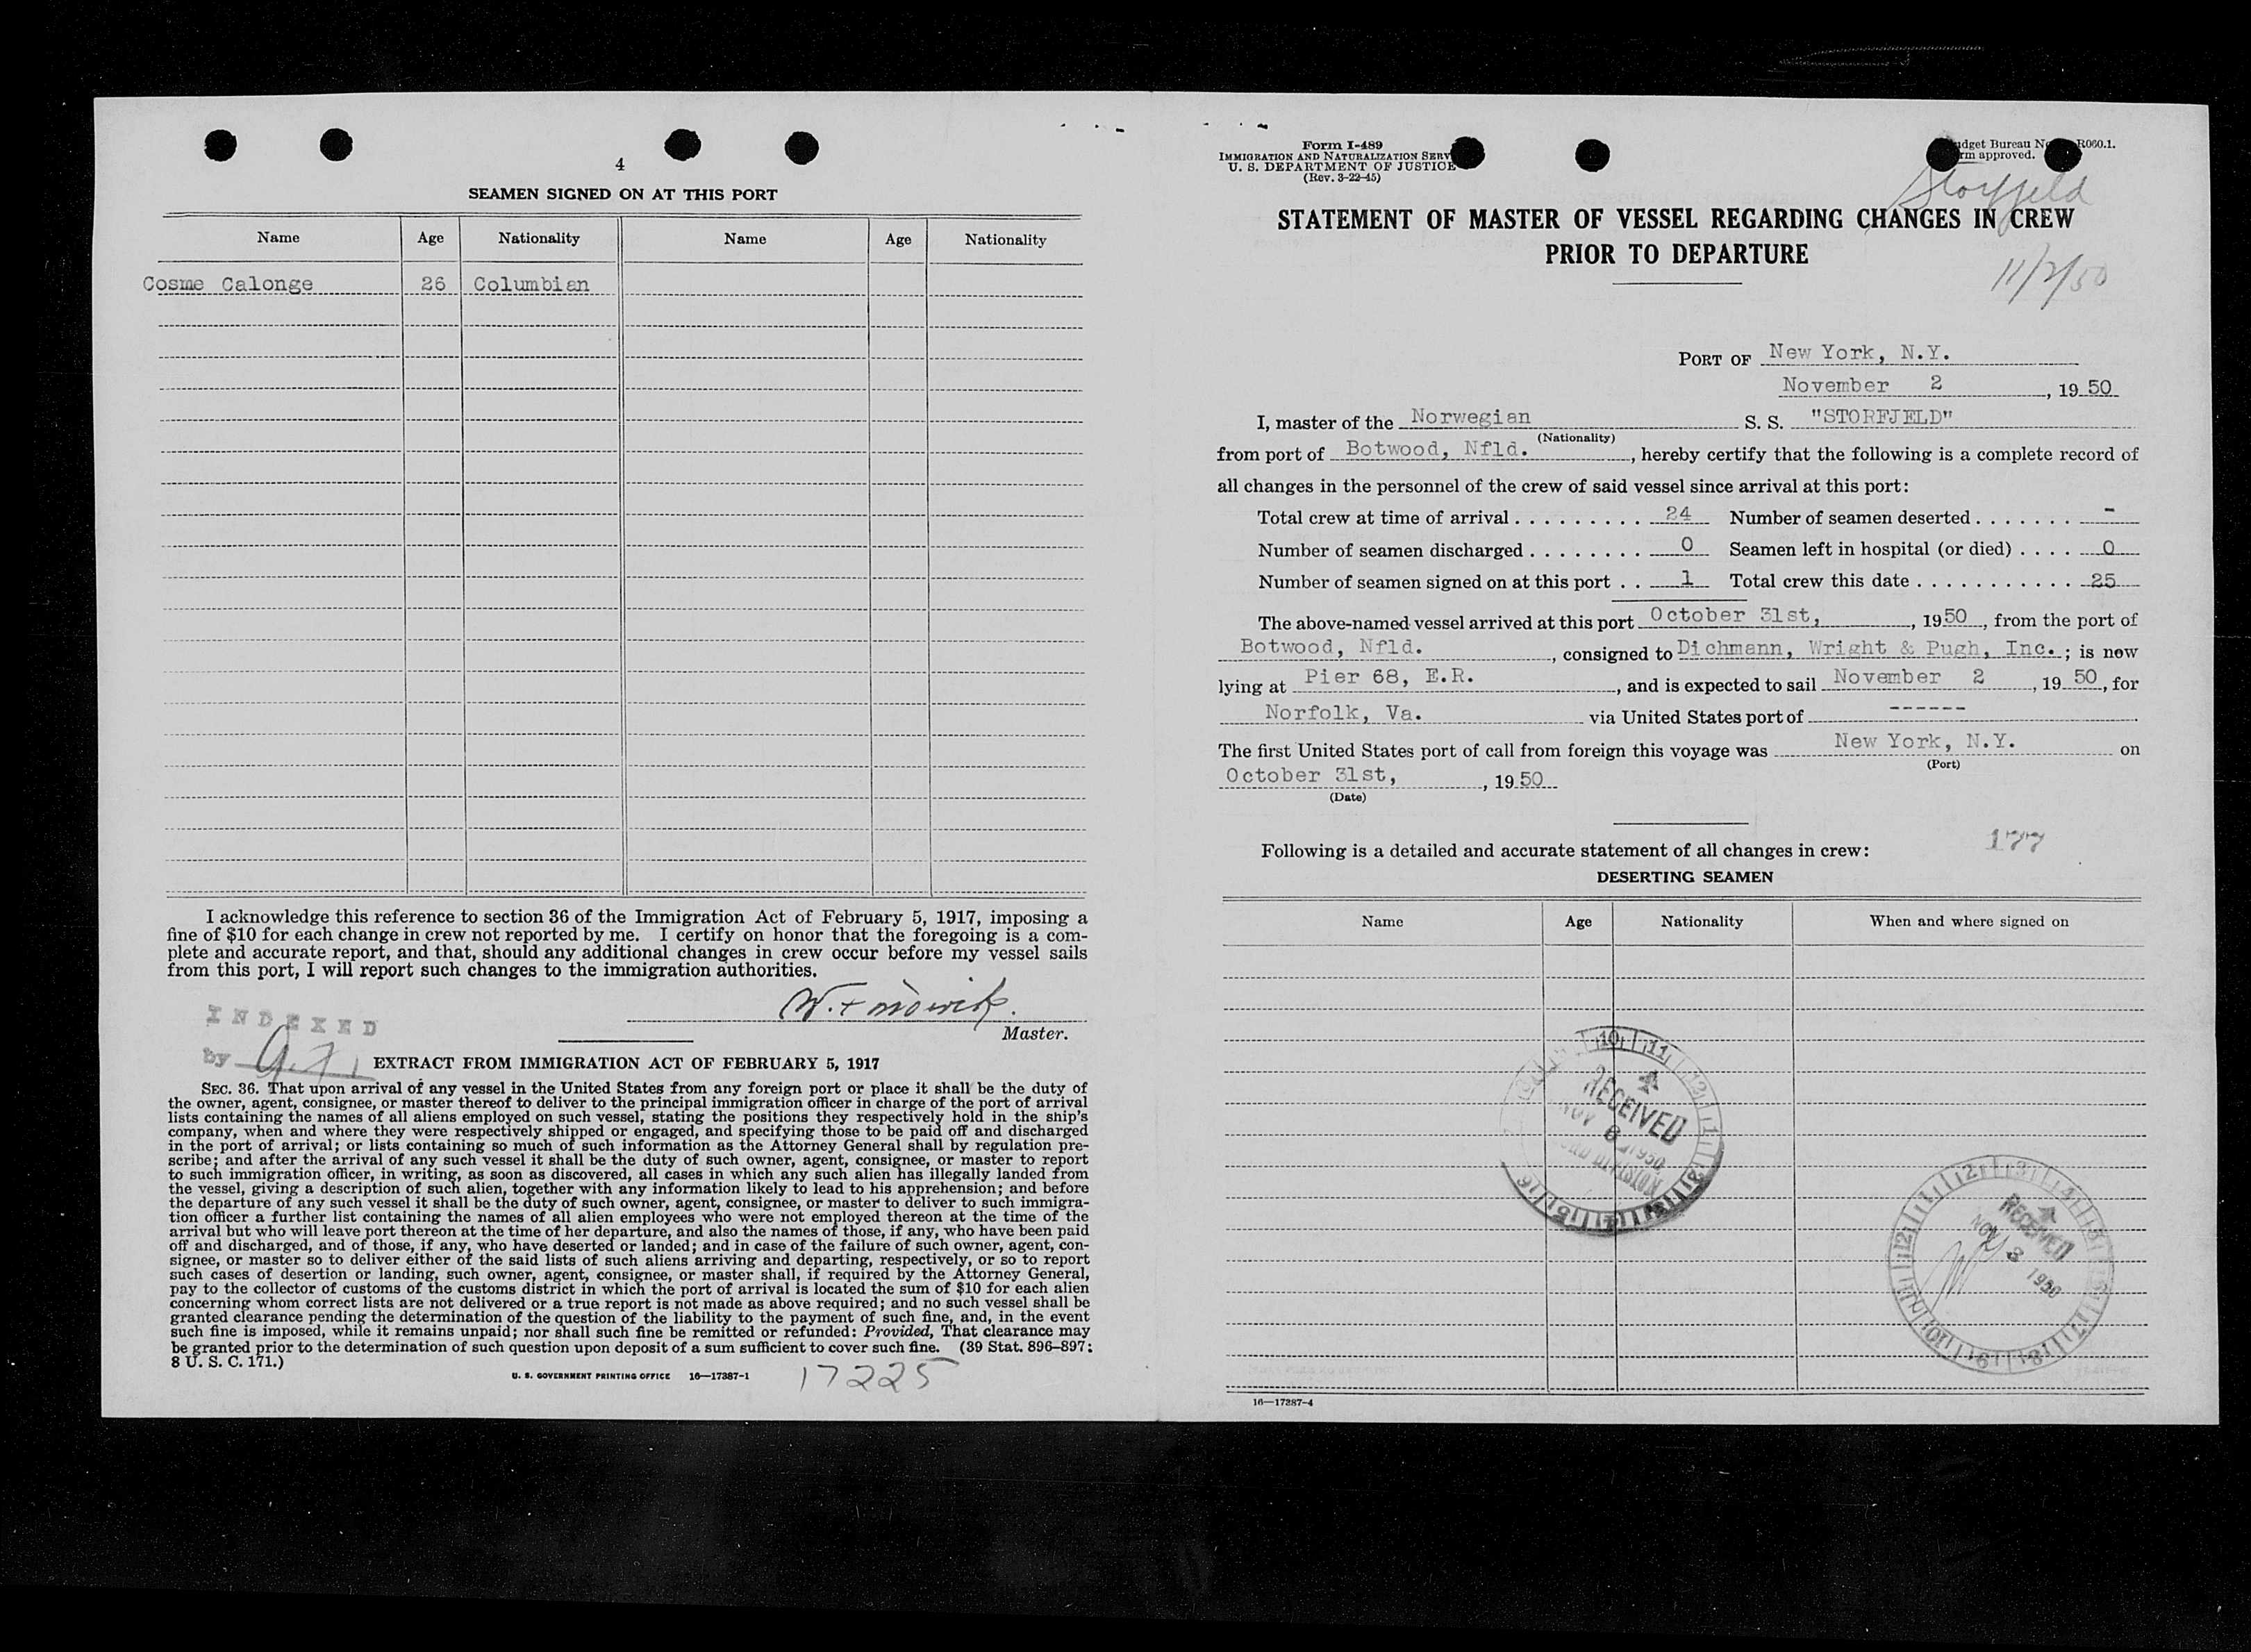 4
SEAMEN SIGNED ON AT THIS PORT
Name Age Nationality Name Age Nationality
Cosme Calonge 26 Columbian
I acknowledge this reference to section 36 of the Immigration Act of February 5, 1917, imposing a
fine of $10 for each change in crew not reported by me. I certify on honor that the foregoing is a com-
plete and accurate report, and that, should any additional changes in crew occur before my vessel sails
from this port, I will report such changes to the immigration authorities.
INDEXED
Master.
by
EXTRACT FROM IMMIGRATION ACT OF FEBRUARY 5, 1917
SEC. 36. That upon arrival of any vessel in the United States from any foreign port or place it shall be the duty of
the owner, agent, consignee, or master thereof to deliver to the principal immigration officer in charge of the port of arrival
lists containing the names of all aliens employed on such vessel, stating the positions they respectively hold in the ship's
company, when and where they were respectively shipped or engaged, and specifying those to be paid off and discharged
in the port of arrival; or lists containing so much of such information as the Attorney General shall by regulation pre-
scribe; and after the arrival of any such vessel it shall be the duty of such owner, agent, consignee, or master to report
to such immigration officer, in writing, as soon as discovered, all cases in which any such alien has illegally landed from
the vessel, giving a description of such alien, together with any information likely to lead to his apprehension; and before
the departure of any such vessel it shall be the duty of such owner, agent, consignee, or master to deliver to such immigra-
tion officer a further list containing the names of all alien employees who were not employed thereon at the time of the
arrival but who will leave port thereon at the time of her departure, and also the names of those, if any, who have been paid
off and discharged, and of those, if any, who have deserted or landed; and in case of the failure of such owner, agent, con-
signee, or master so to deliver either of the said lists of such aliens arriving and departing, respectively, or so to report
such cases of desertion or landing, such owner, agent, consignee, or master shall, if required by the Attorney General,
pay to the collector of customs of the customs district in which the port of arrival is located the sum of $10 for each alien
concerning whom correct lists are not delivered or a true report is not made as above required; and no such vessel shall be
granted clearance pending the determination of the question of the liability to the payment of such fine, and, in the event
such fine is imposed, while it remains unpaid; nor shall such fine be remitted or refunded: Provided, That clearance may
be granted prior to the determination of such question upon deposit of a sum sufficient to cover such fine. (39 Stat. 896–897;
8 U. S. C. 171.)
U. S. GOVERNMENT PRINTING OFFICE 16—17387-1
17225
Form I-489
IMMIGRATION AND NATURALIZATION SERV
U. S. DEPARTMENT OF JUSTICE
(Rev. 3-22-45)
dget Bureau N R060.1.
rm approved.
Storfjeld
STATEMENT OF MASTER OF VESSEL REGARDING CHANGES IN CREW
PRIOR TO DEPARTURE
11/2/50
PORT OF New York, N.Y.
November 2, 1950
I, master of the Norwegian S. S. "STORFJELD"
(Nationality)
from port of Botwood, Nfld., hereby certify that the following is a complete record of
all changes in the personnel of the crew of said vessel since arrival at this port:
Total crew at time of arrival . . . . . . . . . 24 Number of seamen deserted . . . . . . . -
Number of seamen discharged . . . . . . . . 0 Seamen left in hospital (or died) . . . . 0
Number of seamen signed on at this port . . 1 Total crew this date . . . . . . . . . . . 25
The above-named vessel arrived at this port October 31st, , 1950, from the port of
Botwood, Nfld., consigned to Dichmann, Wright & Pugh, Inc.; is now
lying at Pier 68, E.R., and is expected to sail November 2, 1950, for
Norfolk, Va. via United States port of ------
The first United States port of call from foreign this voyage was New York, N.Y. on
(Port)
October 31st, , 1950
(Date)
177
Following is a detailed and accurate statement of all changes in crew:
DESERTING SEAMEN
Name Age Nationality When and where signed on
RECEIVED
NOV 8 1950
DIVISION
RECEIVED
NOV 3 1950
16—17387-4